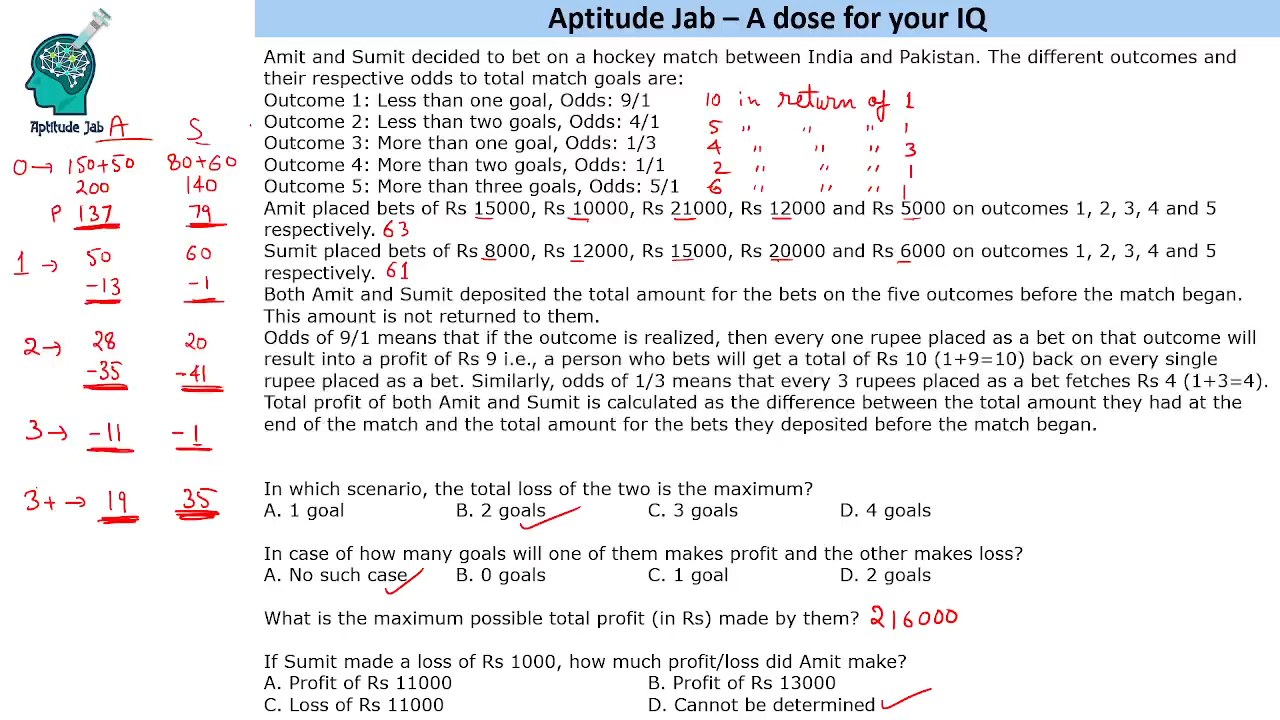 Aptitude Jab – A dose for your IQ
Aptitude Jab
Amit and Sumit decided to bet on a hockey match between India and Pakistan. The different outcomes and
their respective odds to total match goals are:
Outcome 1: Less than one goal, Odds: 9/1 10 in return of 1
Outcome 2: Less than two goals, Odds: 4/1 5 " " " 1
Outcome 3: More than one goal, Odds: 1/3 4 " " " 3
Outcome 4: More than two goals, Odds: 1/1 2 " " " 1
Outcome 5: More than three goals, Odds: 5/1 6 " " " 1
Amit placed bets of Rs 15000, Rs 10000, Rs 21000, Rs 12000 and Rs 5000 on outcomes 1, 2, 3, 4 and 5
respectively. 63
Sumit placed bets of Rs 8000, Rs 12000, Rs 15000, Rs 20000 and Rs 6000 on outcomes 1, 2, 3, 4 and 5
respectively. 61
Both Amit and Sumit deposited the total amount for the bets on the five outcomes before the match began.
This amount is not returned to them.
Odds of 9/1 means that if the outcome is realized, then every one rupee placed as a bet on that outcome will
result into a profit of Rs 9 i.e., a person who bets will get a total of Rs 10 (1+9=10) back on every single
rupee placed as a bet. Similarly, odds of 1/3 means that every 3 rupees placed as a bet fetches Rs 4 (1+3=4).
Total profit of both Amit and Sumit is calculated as the difference between the total amount they had at the
end of the match and the total amount for the bets they deposited before the match began.
A S
0 → 150+50 80+60
200 140
P 137 79
1 → 50 60
-13 -1
2 → 28 20
-35 -41
3 → -11 -1
3+ → 19 35
In which scenario, the total loss of the two is the maximum?
A. 1 goal B. 2 goals C. 3 goals D. 4 goals
In case of how many goals will one of them makes profit and the other makes loss?
A. No such case B. 0 goals C. 1 goal D. 2 goals
What is the maximum possible total profit (in Rs) made by them? 216000
If Sumit made a loss of Rs 1000, how much profit/loss did Amit make?
A. Profit of Rs 11000 B. Profit of Rs 13000
C. Loss of Rs 11000 D. Cannot be determined